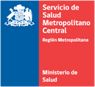 Servicio de
Salud
Metropolitano
Central
Región Metropolitana
Ministerio de
Salud